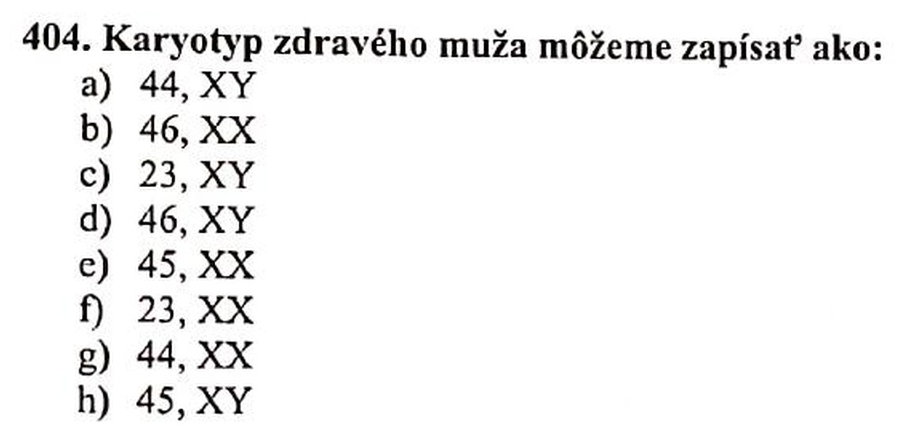 404. Karyotyp zdravého muža môžeme zapísať ako:
a) 44, XY
b) 46, XX
c) 23, XY
d) 46, XY
e) 45, XX
f) 23, XX
g) 44, XX
h) 45, XY